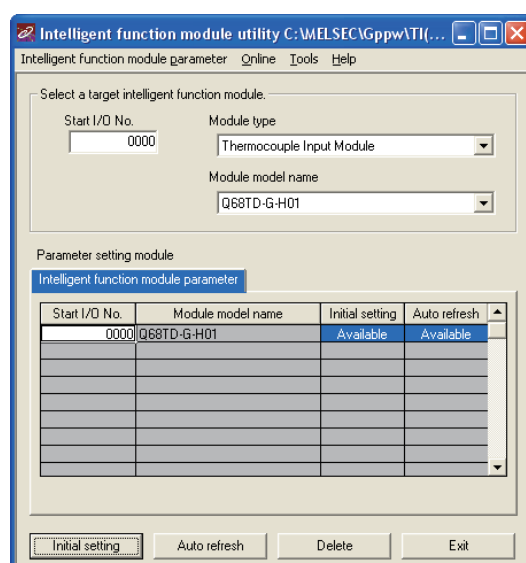 Intelligent function module utility C:\MELSEC\Gppw\TI(...
Intelligent function module parameter Online Tools Help
Select a target intelligent function module.
Start I/O No. Module type
0000 Thermocouple Input Module
Module model name
Q68TD-G-H01
Parameter setting module
Intelligent function module parameter
Start I/O No. Module model name Initial setting Auto refresh
0000 Q68TD-G-H01 Available Available
Initial setting Auto refresh Delete Exit